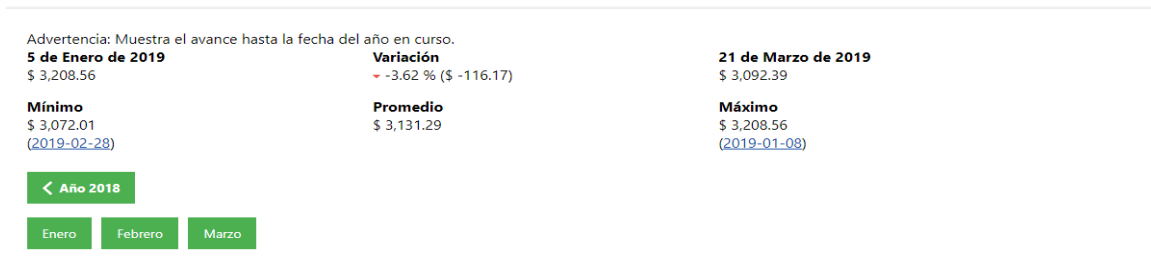 Advertencia: Muestra el avance hasta la fecha del año en curso.
5 de Enero de 2019 Variación 21 de Marzo de 2019
$ 3,208.56 -3.62 % ($ -116.17) $ 3,092.39
Mínimo Promedio Máximo
$ 3,072.01 $ 3,131.29 $ 3,208.56
(2019-02-28) (2019-01-08)
Año 2018
Enero Febrero Marzo